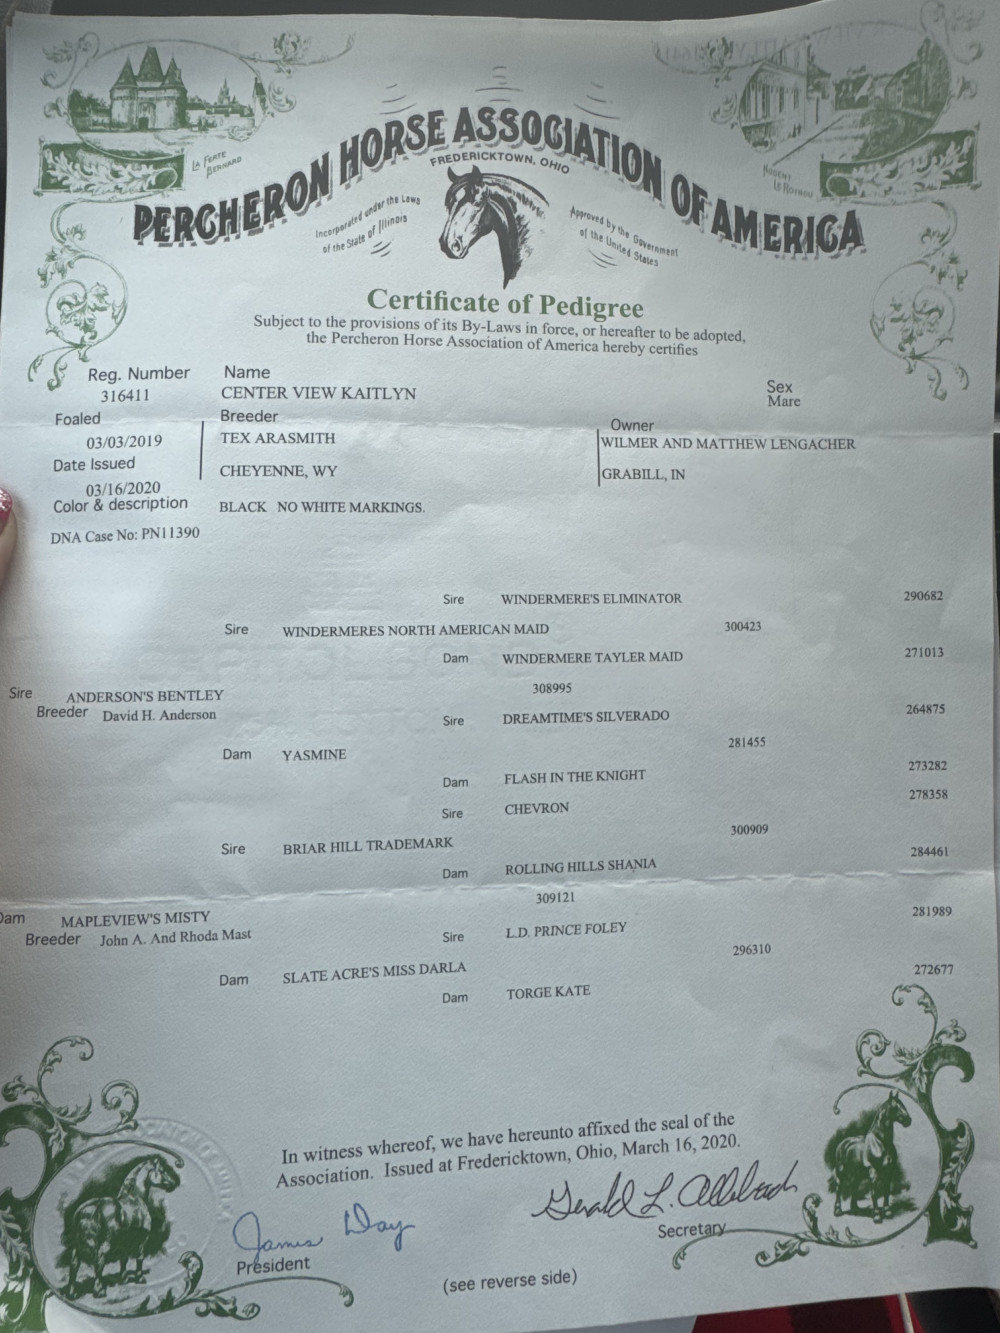 LA FERTE
BERNARD
NOGENT
LE ROTROU
PERCHERON HORSE ASSOCIATION OF AMERICA
FREDERICKTOWN, OHIO
Incorporated under the Laws
of the State of Illinois
Approved by the Government
of the United States
Certificate of Pedigree
Subject to the provisions of its By-Laws in force, or hereafter to be adopted,
the Percheron Horse Association of America hereby certifies
Reg. Number Name Sex
316411 CENTER VIEW KAITLYN Mare
Foaled Breeder Owner
03/03/2019 TEX ARASMITH WILMER AND MATTHEW LENGACHER
Date Issued CHEYENNE, WY GRABILL, IN
03/16/2020
Color & description BLACK NO WHITE MARKINGS.
DNA Case No: PN11390
Sire WINDERMERE'S ELIMINATOR 290682
Sire WINDERMERES NORTH AMERICAN MAID 300423
Dam WINDERMERE TAYLER MAID 271013
Sire ANDERSON'S BENTLEY 308995
Breeder David H. Anderson
Sire DREAMTIME'S SILVERADO 264875
Dam YASMINE 281455
Dam FLASH IN THE KNIGHT 273282
Sire CHEVRON 278358
Sire BRIAR HILL TRADEMARK 300909
Dam ROLLING HILLS SHANIA 284461
Dam MAPLEVIEW'S MISTY 309121
Breeder John A. And Rhoda Mast
Sire L.D. PRINCE FOLEY 281989
Dam SLATE ACRE'S MISS DARLA 296310
Dam TORGE KATE 272677
In witness whereof, we have hereunto affixed the seal of the
Association. Issued at Fredericktown, Ohio, March 16, 2020.
James Day
President
Gerald L. Allebach
Secretary
(see reverse side)